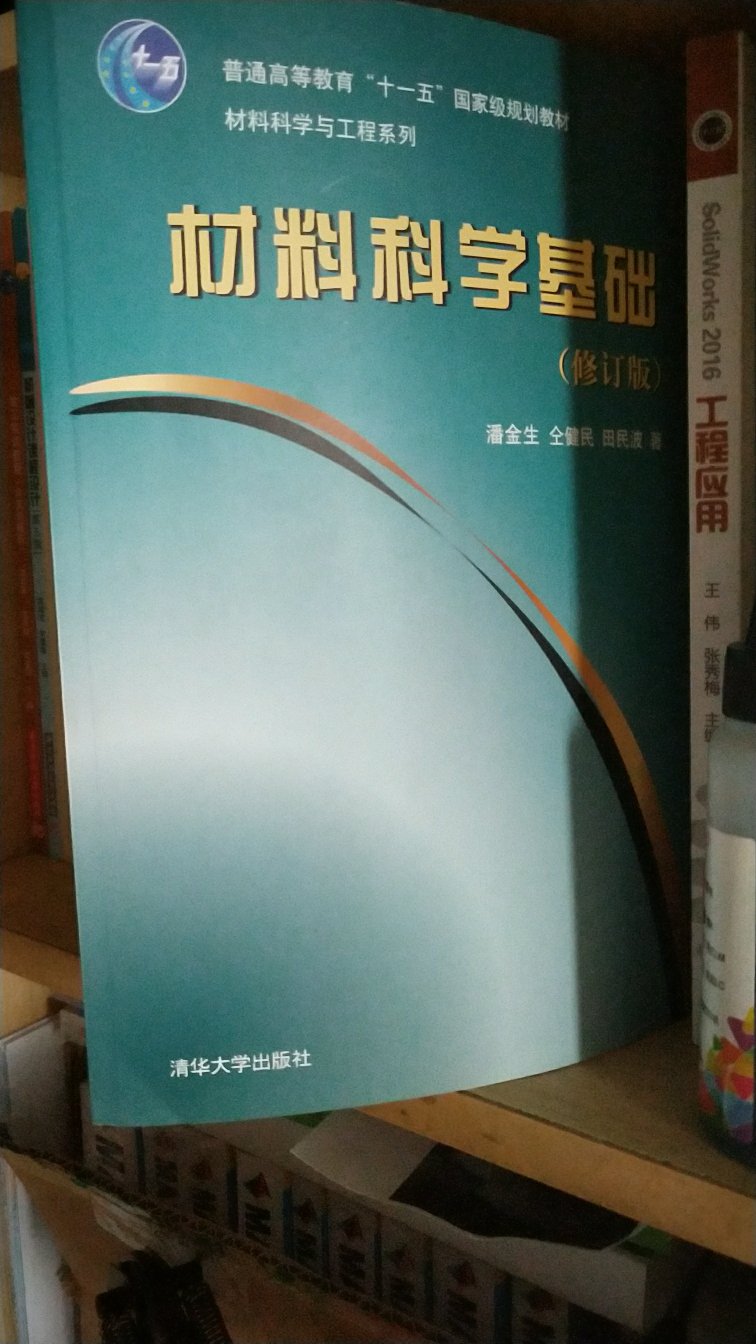 十一五
普通高等教育“十一五”国家级规划教材
材料科学与工程系列
材料科学基础
(修订版)
潘金生 仝健民 田民波 著
清华大学出版社
SolidWorks 2016 工程应用
王 伟 张秀梅 主编